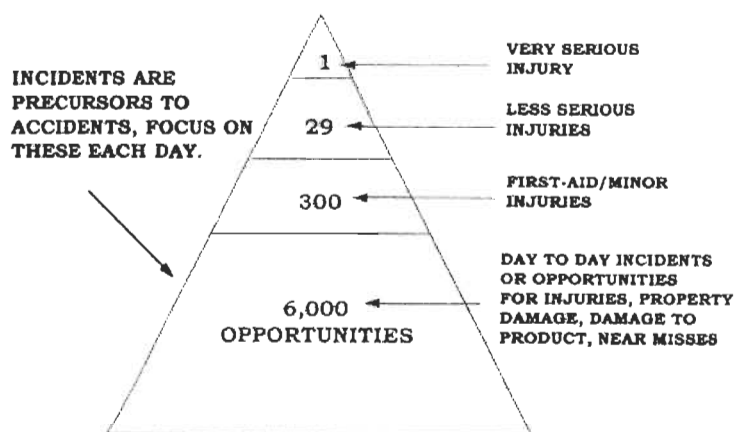 INCIDENTS ARE
PRECURSORS TO
ACCIDENTS, FOCUS ON
THESE EACH DAY.
1
VERY SERIOUS
INJURY
29
LESS SERIOUS
INJURIES
300
FIRST-AID/MINOR
INJURIES
6,000
OPPORTUNITIES
DAY TO DAY INCIDENTS
OR OPPORTUNITIES
FOR INJURIES, PROPERTY
DAMAGE, DAMAGE TO
PRODUCT, NEAR MISSES